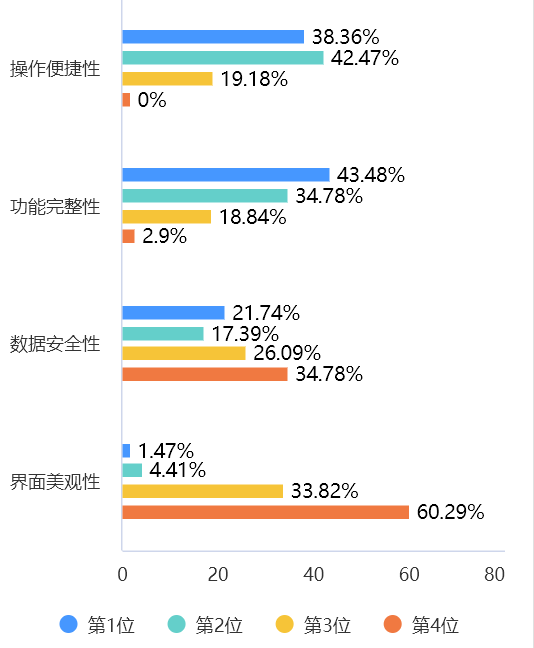 操作便捷性
38.36%
42.47%
19.18%
0%
功能完整性
43.48%
34.78%
18.84%
2.9%
数据安全性
21.74%
17.39%
26.09%
34.78%
界面美观性
1.47%
4.41%
33.82%
60.29%
0 20 40 60 80
第1位 第2位 第3位 第4位